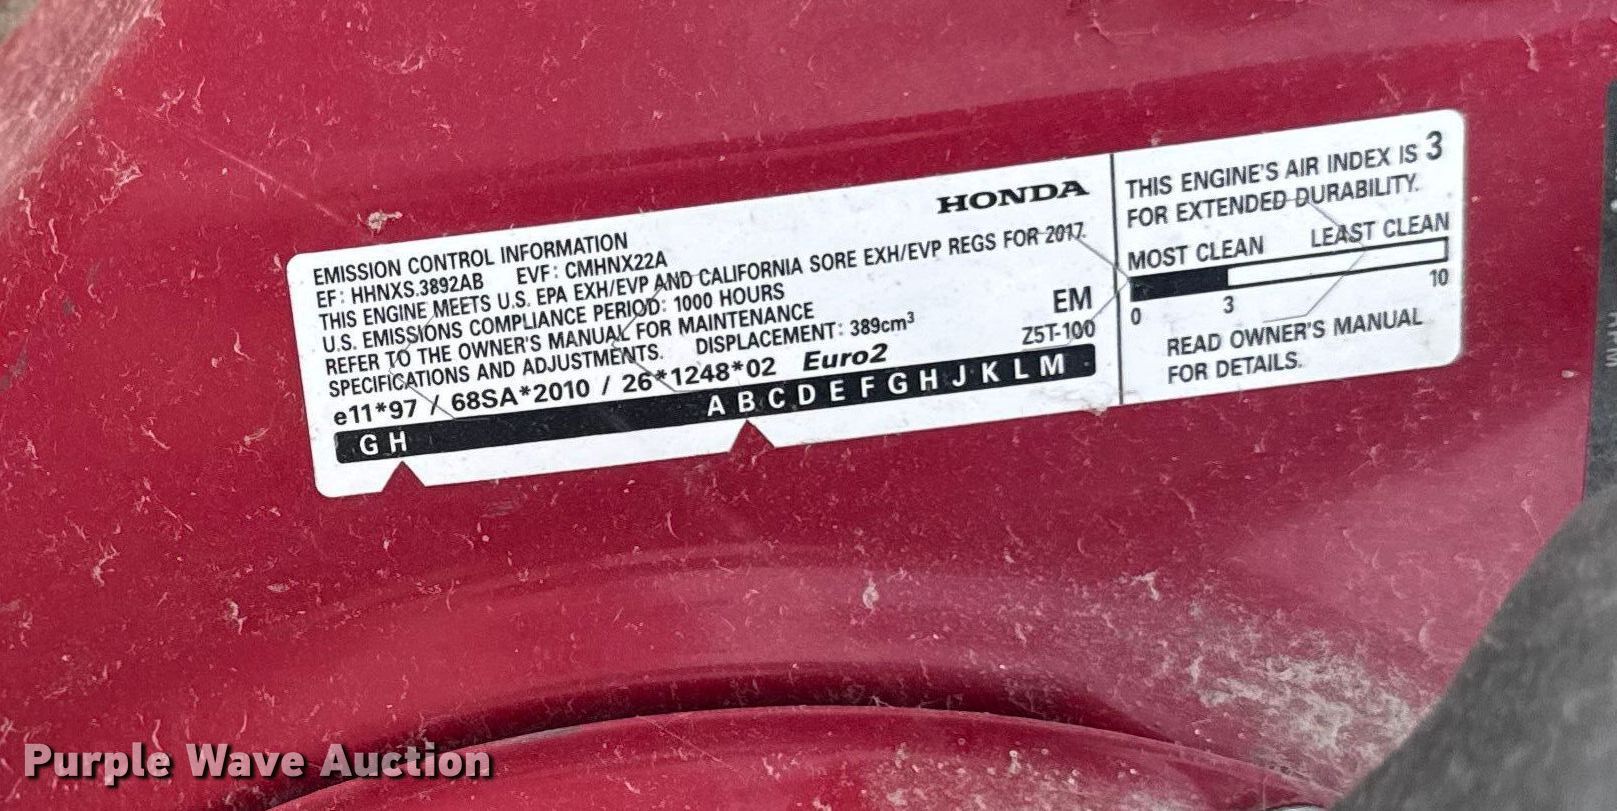 HONDA
EMISSION CONTROL INFORMATION
EF: HHNXS.3892AB EVF: CMHNX22A
THIS ENGINE MEETS U.S. EPA EXH/EVP AND CALIFORNIA SORE EXH/EVP REGS FOR 2017.
U.S. EMISSIONS COMPLIANCE PERIOD: 1000 HOURS
REFER TO THE OWNER'S MANUAL FOR MAINTENANCE
SPECIFICATIONS AND ADJUSTMENTS. DISPLACEMENT: 389cm³
EM
Z5T-100
e11*97 / 68SA*2010 / 26*1248*02 Euro2
GH ABCDEFGHJKLM
THIS ENGINE'S AIR INDEX IS 3
FOR EXTENDED DURABILITY.
MOST CLEAN LEAST CLEAN
0 3 10
READ OWNER'S MANUAL
FOR DETAILS.
Purple Wave Auction